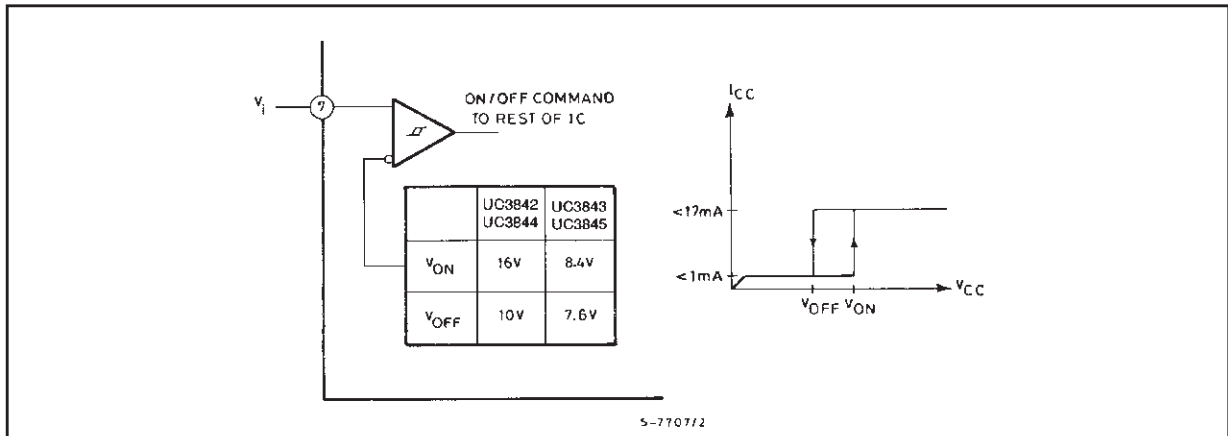 Vi
7
ON/OFF COMMAND
TO REST OF IC
UC3842 UC3843
UC3844 UC3845
VON 16V 8.4V
VOFF 10V 7.6V
ICC
<17mA
<1mA
VOFF VON
VCC
S-7707/2